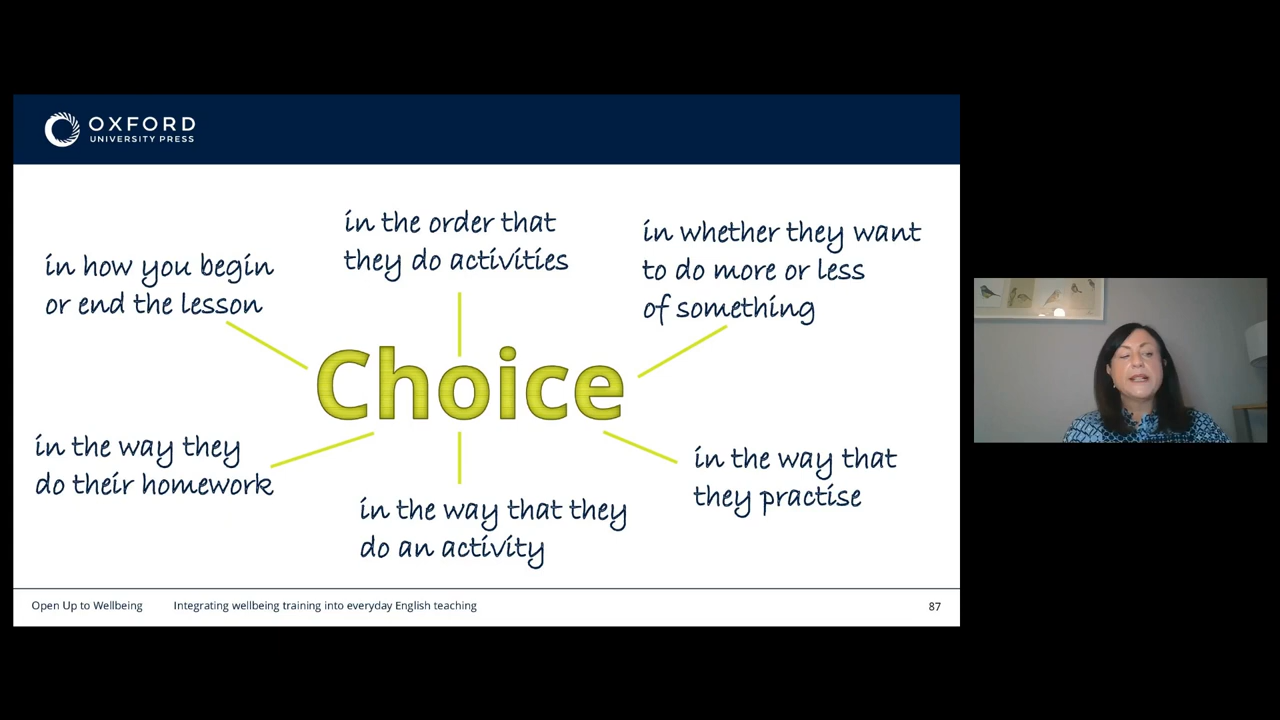 OXFORD
UNIVERSITY PRESS
in how you begin
or end the lesson
in the order that
they do activities
in whether they want
to do more or less
of something
Choice
in the way they
do their homework
in the way that they
do an activity
in the way that
they practise
Open Up to Wellbeing Integrating wellbeing training into everyday English teaching 87